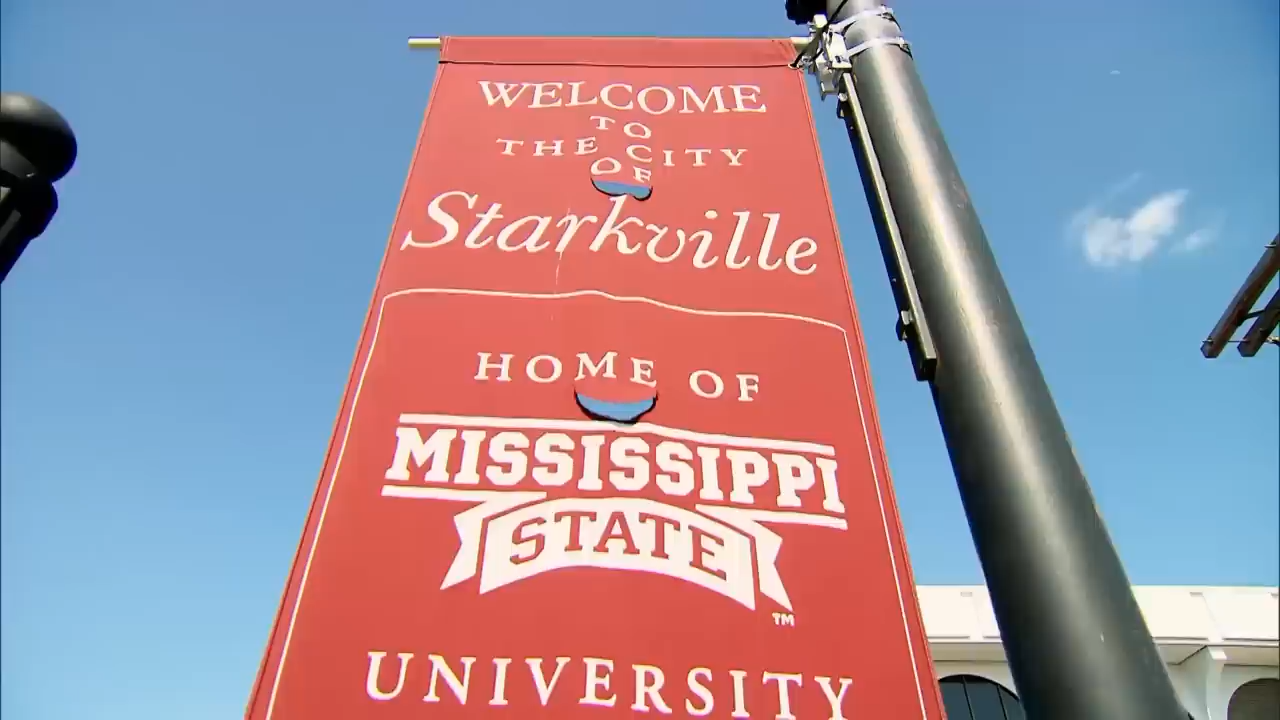 WELCOME
TO
THE CITY
OF
Starkville
HOME OF
MISSISSIPPI
STATE
TM
UNIVERSITY